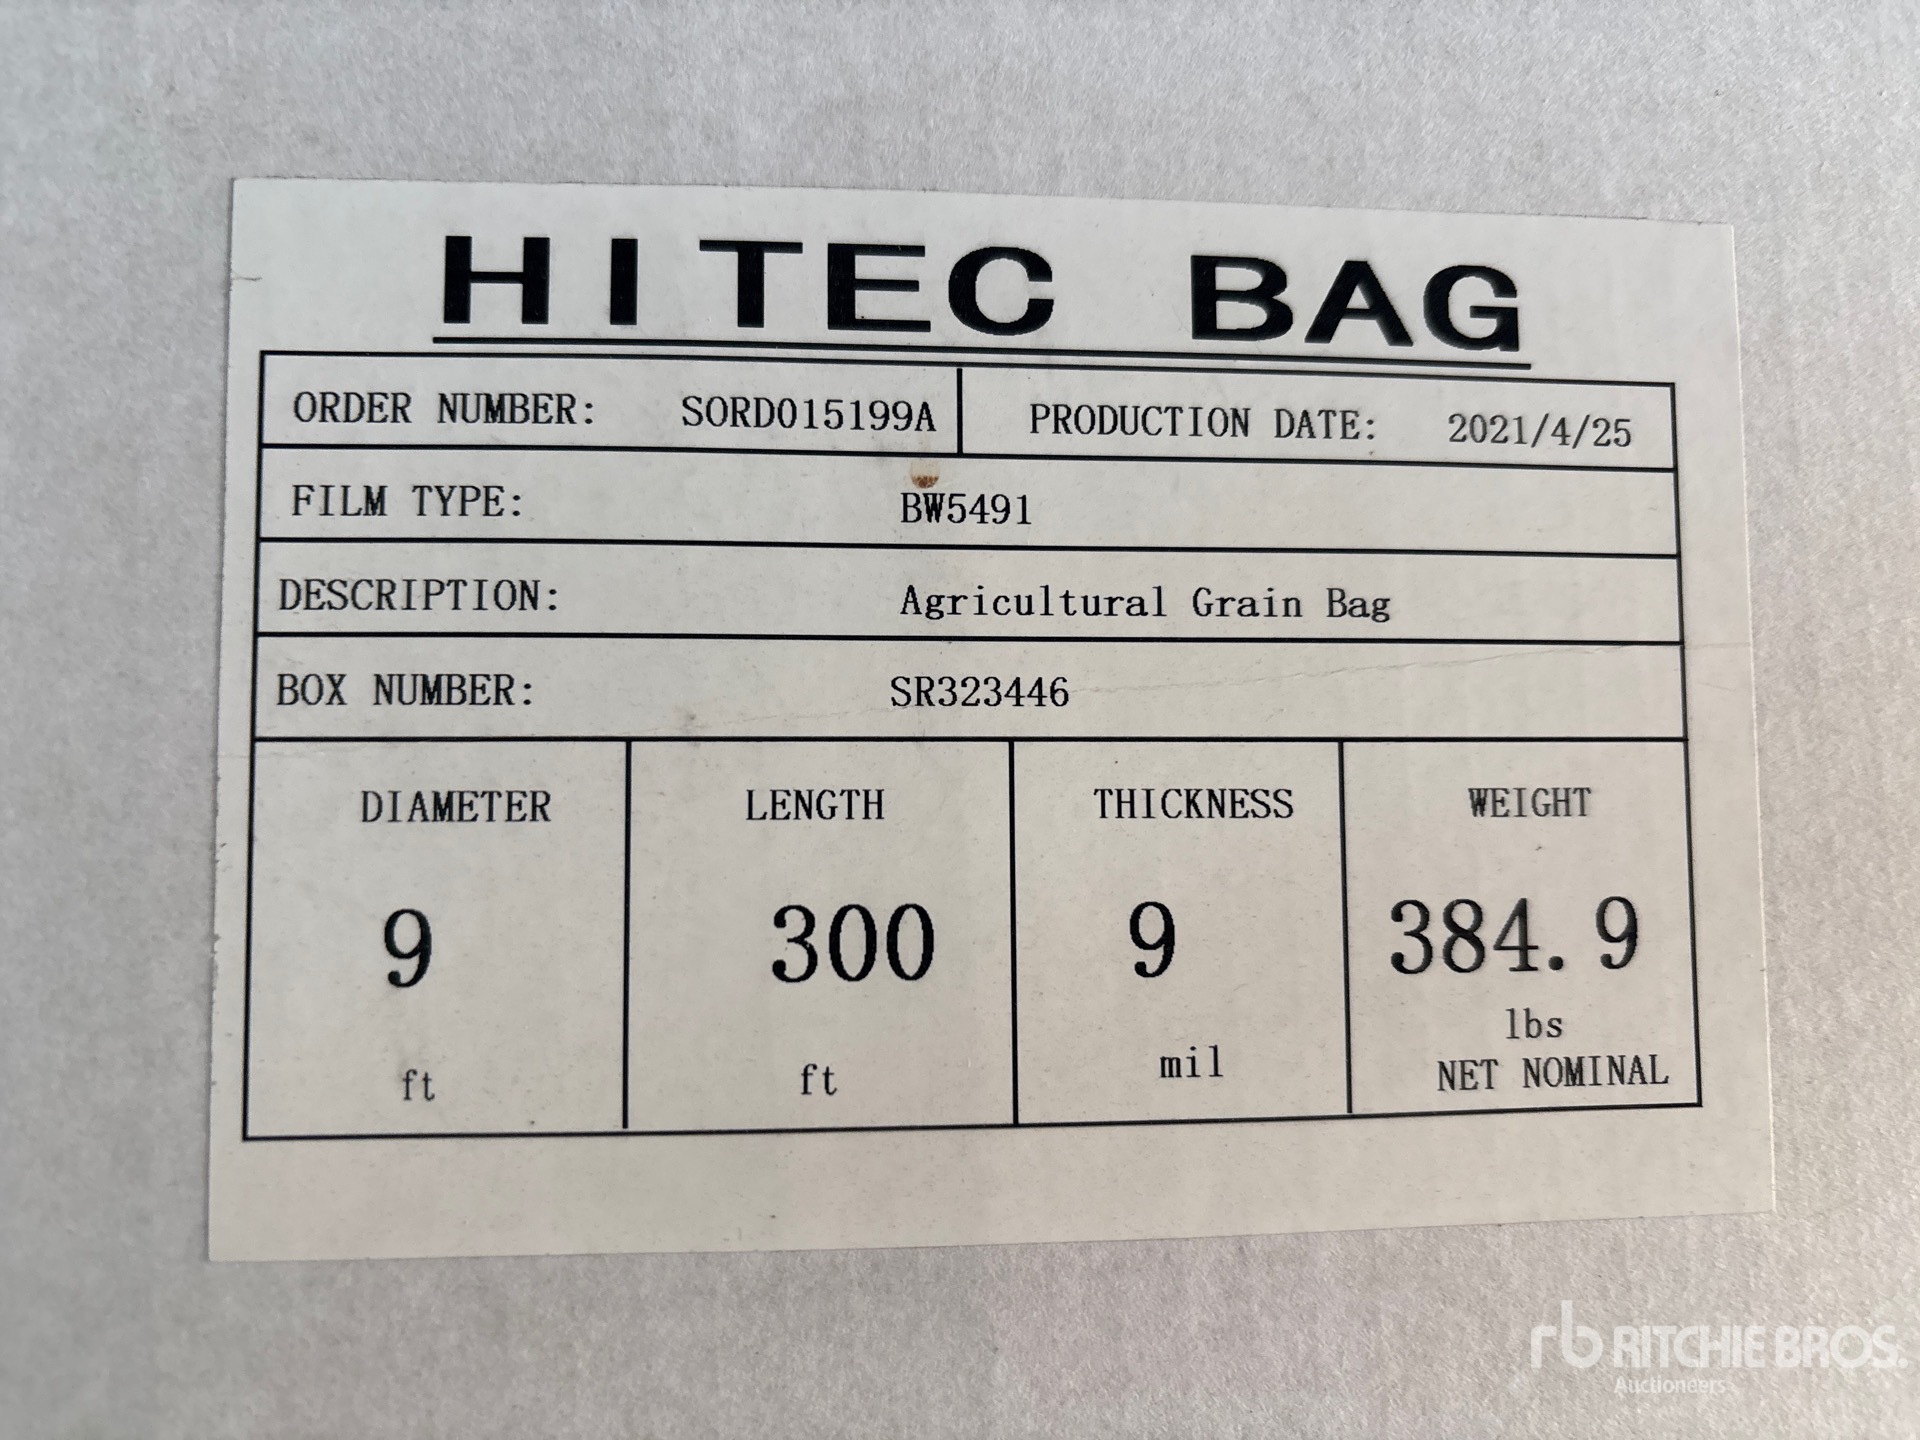 HITEC BAG
ORDER NUMBER: SORD015199A PRODUCTION DATE: 2021/4/25
FILM TYPE: BW5491
DESCRIPTION: Agricultural Grain Bag
BOX NUMBER: SR323446
DIAMETER LENGTH THICKNESS WEIGHT
9 300 9 384.9
ft ft mil lbs
NET NOMINAL
rb RITCHIE BROS.
Auctioneers